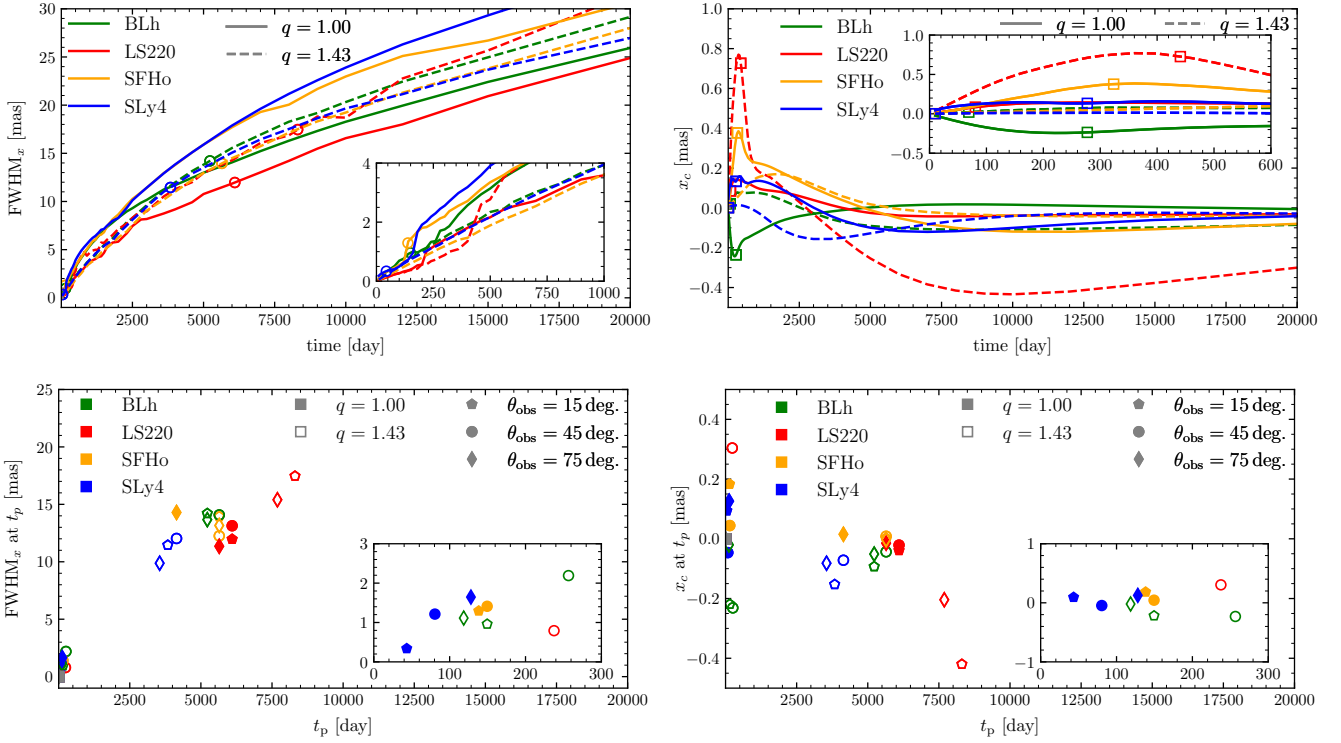 30
25
20
15
10
5
0
FWHMₓ [mas]
BLh
LS220
SFHo
SLy4
q = 1.00
q = 1.43
4
2
0
0 250 500 750 1000
2500 5000 7500 10000 12500 15000 17500 20000
time [day]
1.0
0.8
0.6
0.4
0.2
0.0
−0.2
−0.4
x_c [mas]
BLh
LS220
SFHo
SLy4
q = 1.00
q = 1.43
1.0
0.5
0.0
−0.5
0 100 200 300 400 500 600
2500 5000 7500 10000 12500 15000 17500 20000
time [day]
25
20
15
10
5
0
FWHMₓ at t_p [mas]
BLh
LS220
SFHo
SLy4
q = 1.00
q = 1.43
θ_obs = 15 deg.
θ_obs = 45 deg.
θ_obs = 75 deg.
3
2
1
0
0 100 200 300
2500 5000 7500 10000 12500 15000 17500 20000
t_p [day]
0.4
0.2
0.0
−0.2
−0.4
x_c at t_p [mas]
BLh
LS220
SFHo
SLy4
q = 1.00
q = 1.43
θ_obs = 15 deg.
θ_obs = 45 deg.
θ_obs = 75 deg.
1
0
−1
0 100 200 300
2500 5000 7500 10000 12500 15000 17500 20000
t_p [day]